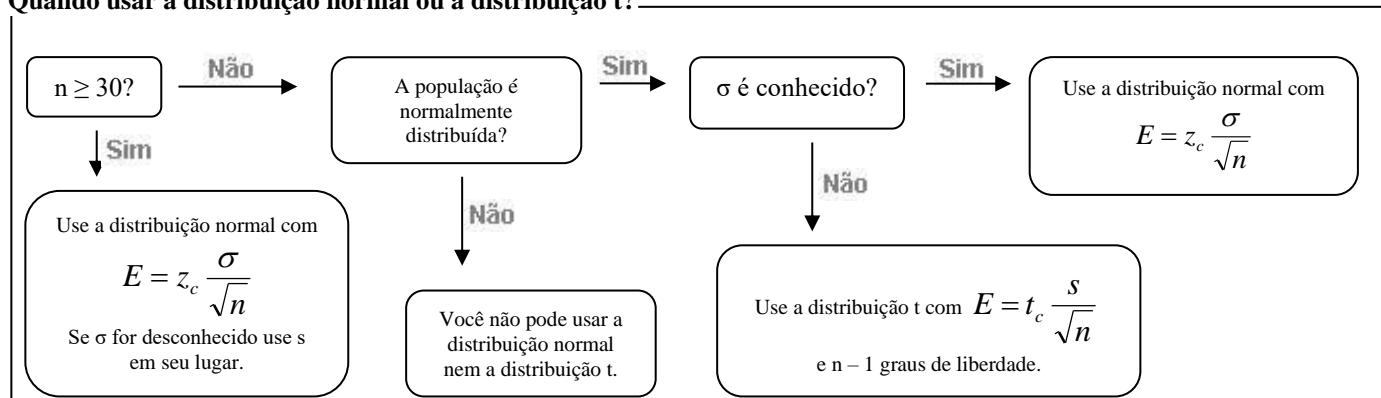 Quando usar a distribuição normal ou a distribuição t?
n ≥ 30?
Não
A população é
normalmente
distribuída?
Sim
σ é conhecido?
Sim
Use a distribuição normal com
E = z_c σ/√n
Sim
Use a distribuição normal com
E = z_c σ/√n
Se σ for desconhecido use s
em seu lugar.
Não
Você não pode usar a
distribuição normal
nem a distribuição t.
Não
Use a distribuição t com E = t_c s/√n
e n – 1 graus de liberdade.